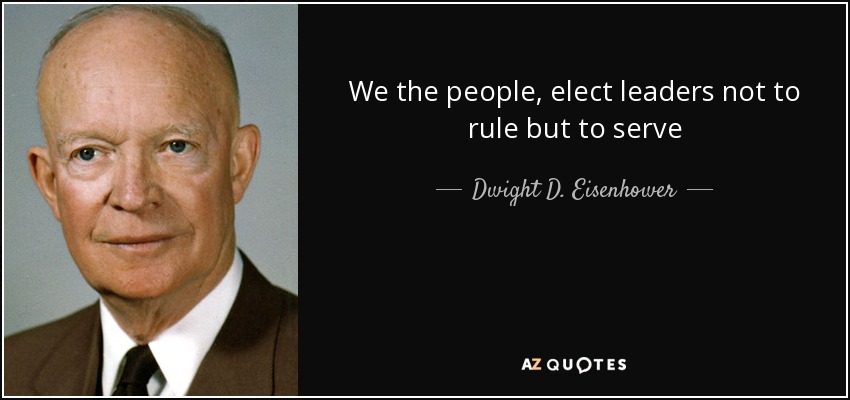 We the people, elect leaders not to
rule but to serve
Dwight D. Eisenhower
AZ QUOTES